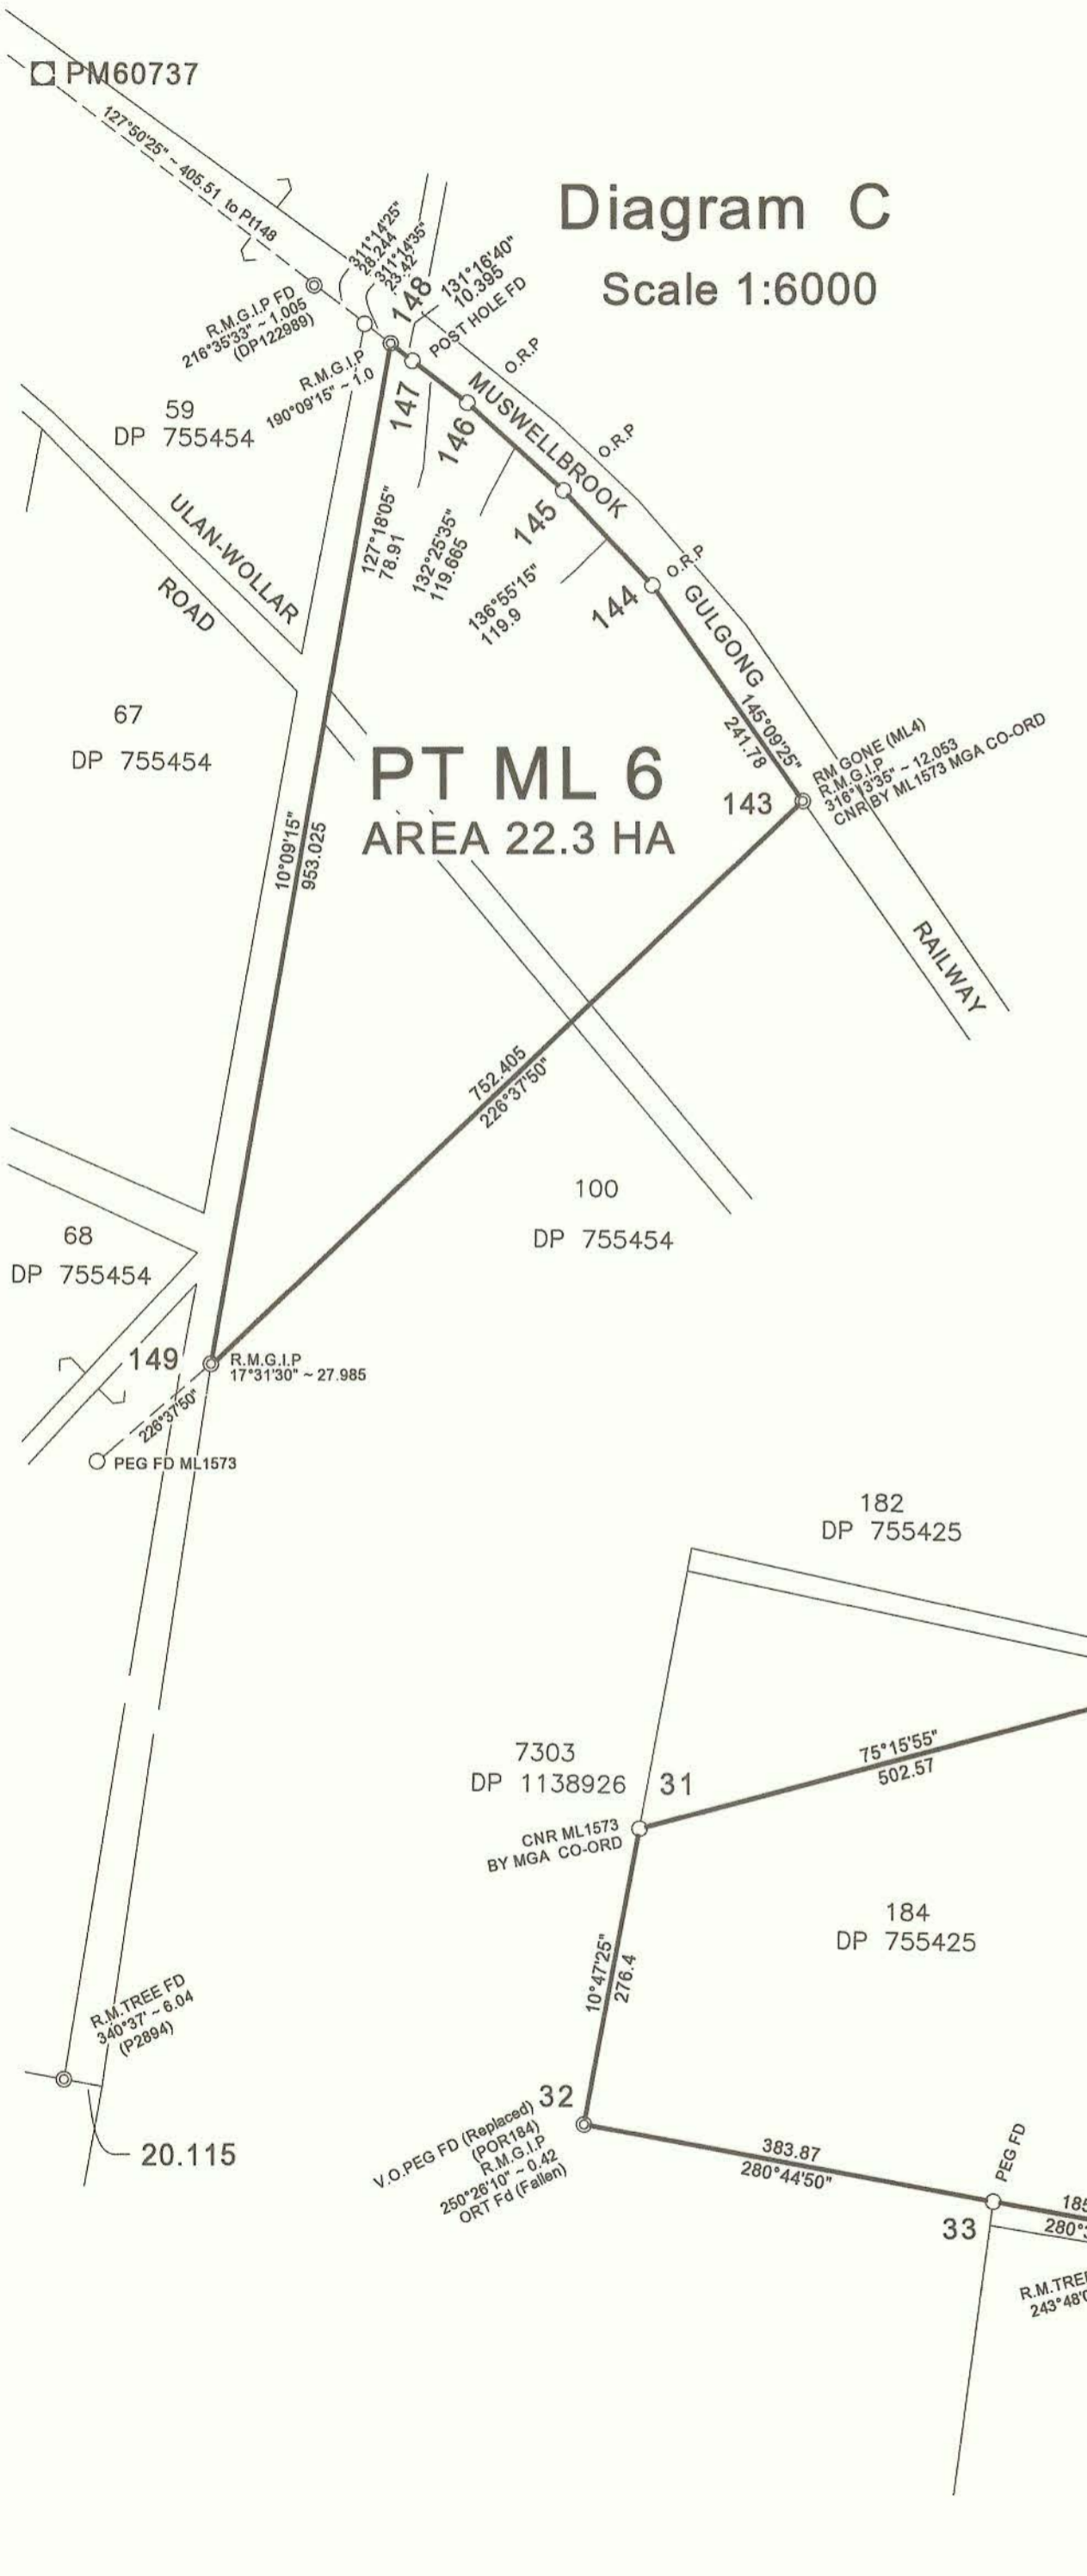 PM60737
127°50'25" ~ 405.51 to Pt148
Diagram C
Scale 1:6000
311°14'25"
28.244
311°14'35"
23.42
148
131°16'40"
10.395
POST HOLE FD
R.M.G.I.P FD
216°35'33" ~ 1.005
(DP122989)
R.M.G.I.P
190°09'15" ~ 1.0
O.R.P
O.R.P
O.R.P
MUSWELLBROOK
GULGONG
RAILWAY
147
146
145
144
59
DP 755454
ULAN-WOLLAR
ROAD
127°18'05"
78.91
132°25'35"
119.665
136°55'15"
119.9
145°09'25"
241.78
67
DP 755454
PT ML 6
AREA 22.3 HA
143
RM GONE (ML4)
R.M.G.I.P
316°13'35" ~ 12.053
CNR BY ML1573 MGA CO-ORD
10°09'15"
953.025
752.405
226°37'50"
100
DP 755454
68
DP 755454
149
R.M.G.I.P
17°31'30" ~ 27.985
226°37'50"
PEG FD ML1573
182
DP 755425
7303
DP 1138926
31
75°15'55"
502.57
CNR ML1573
BY MGA CO-ORD
184
DP 755425
10°47'25"
276.4
R.M.TREE FD
340°37' ~ 6.04
(P2894)
20.115
32
V.O.PEG FD (Replaced)
(POR184)
R.M.G.I.P
250°26'10" ~ 0.42
ORT Fd (Fallen)
383.87
280°44'50"
PEG FD
33
185
280°
R.M.TREE
243°48'0